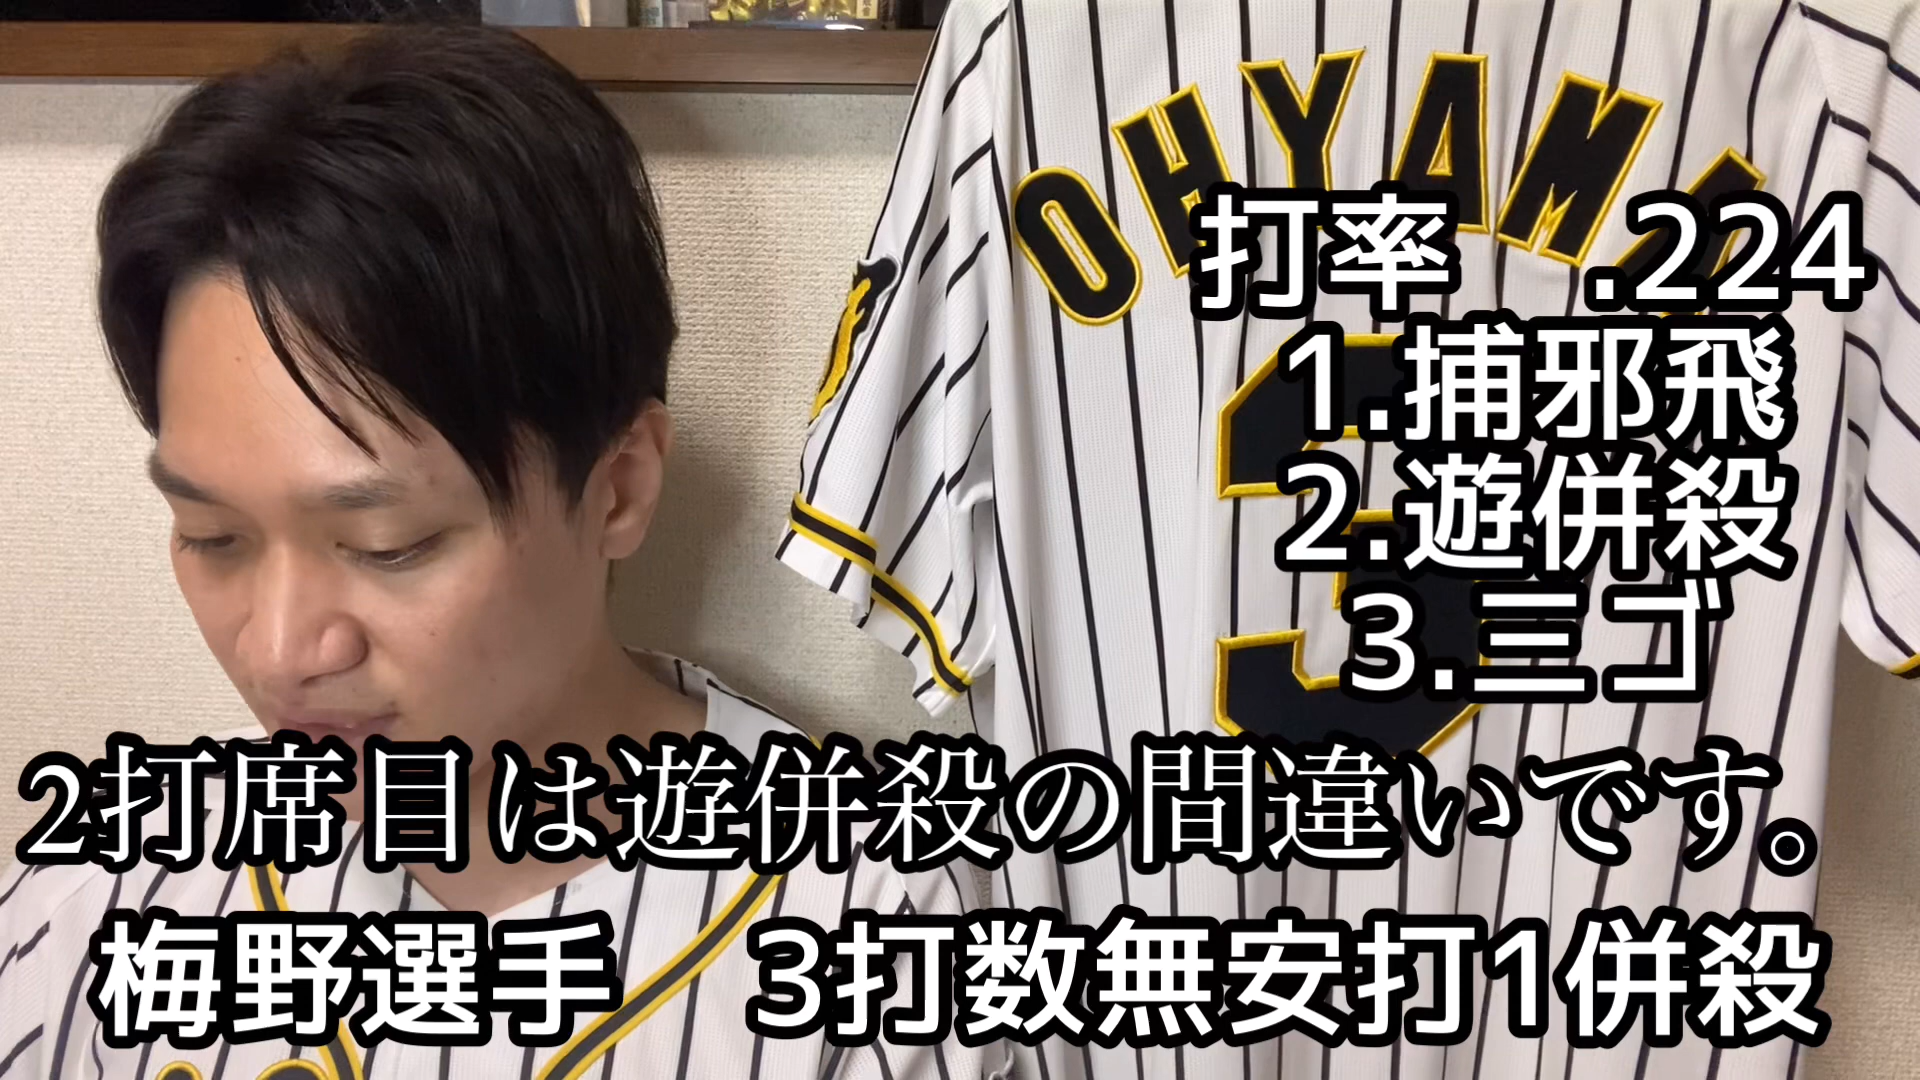 OHYAMA
打率　.224
1.捕邪飛
2.遊併殺
3.三ゴ
3
2打席目は遊併殺の間違いです。
梅野選手　3打数無安打1併殺